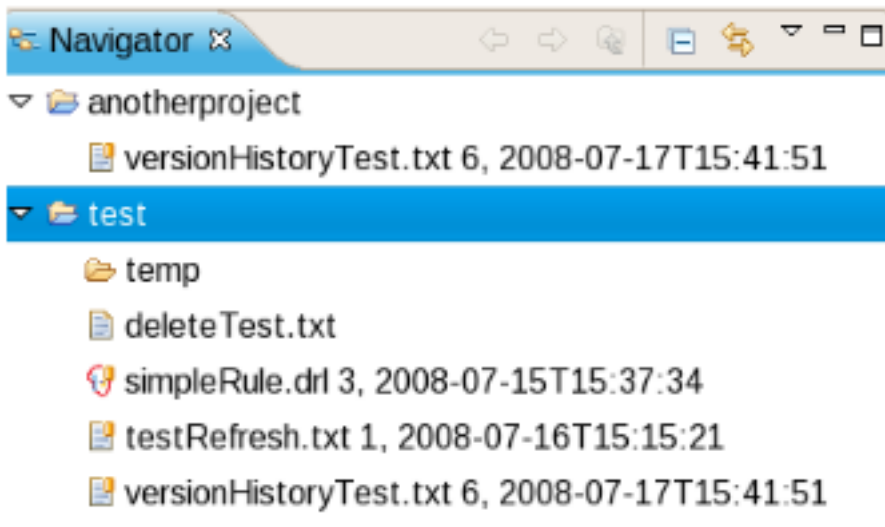 Navigator
anotherproject
versionHistoryTest.txt 6, 2008-07-17T15:41:51
test
temp
deleteTest.txt
simpleRule.drl 3, 2008-07-15T15:37:34
testRefresh.txt 1, 2008-07-16T15:15:21
versionHistoryTest.txt 6, 2008-07-17T15:41:51